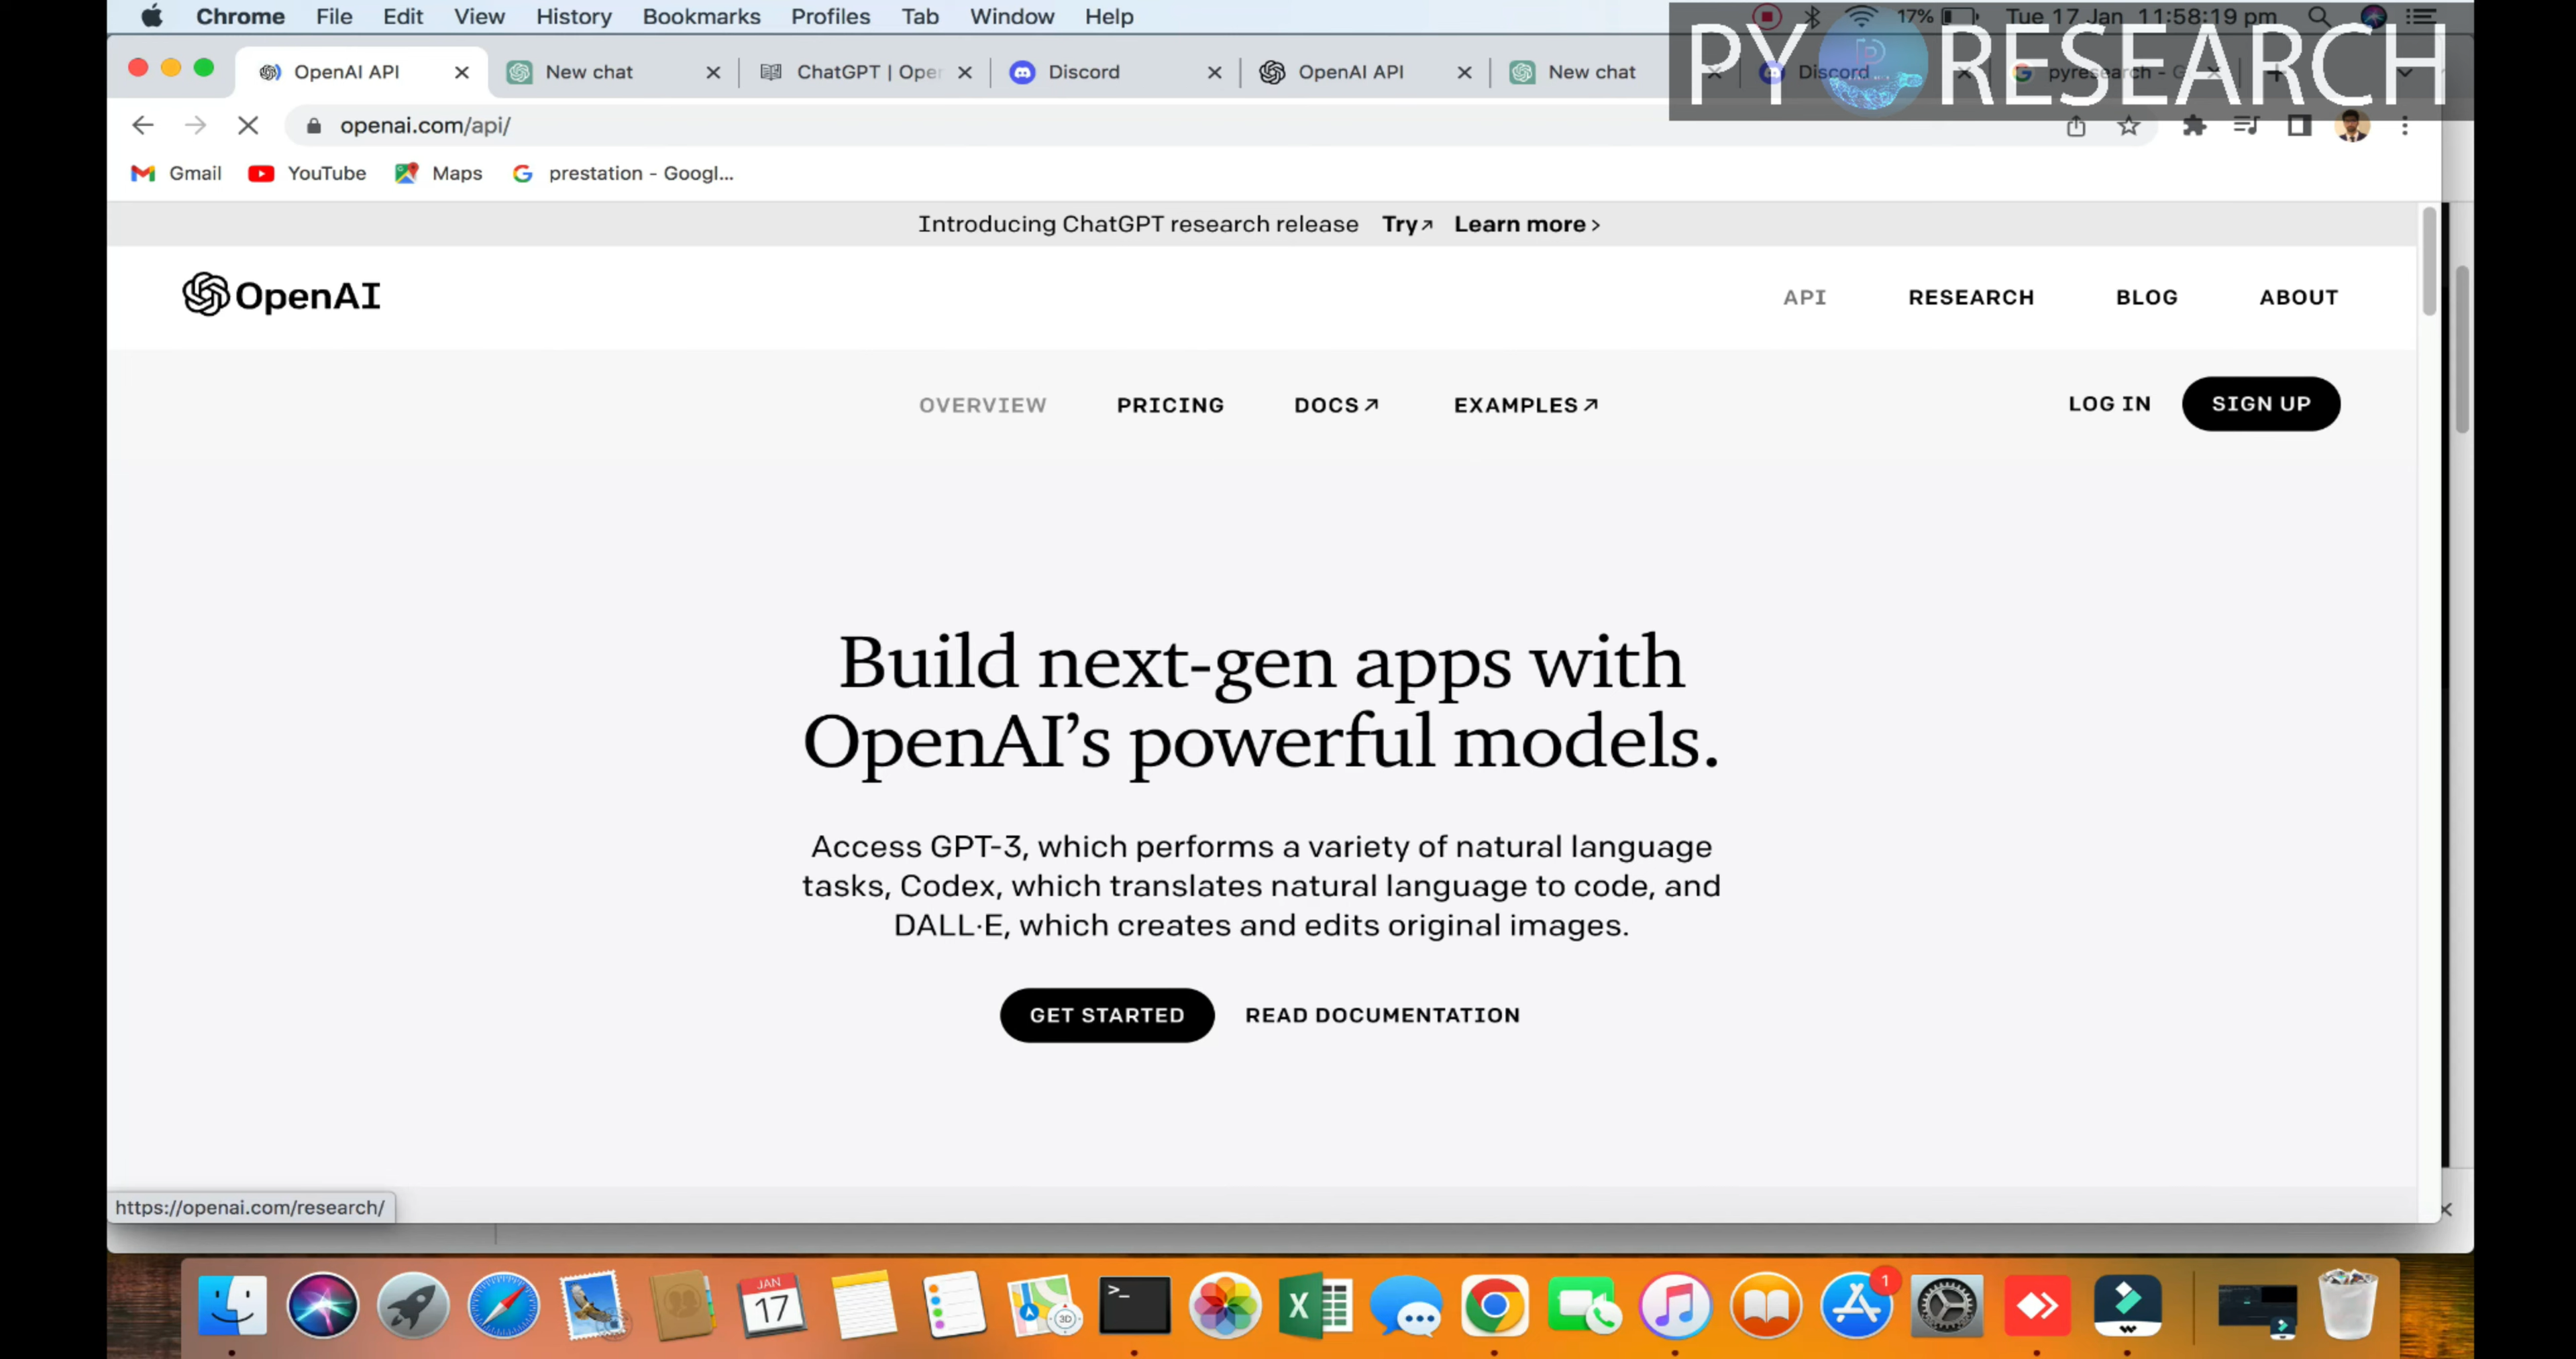 Chrome File Edit View History Bookmarks Profiles Tab Window Help 17% Tue 17 Jan 11:58:19 pm
PY RESEARCH
OpenAI API New chat ChatGPT | Oper Discord OpenAI API New chat Discord pyresearch - G
openai.com/api/
Gmail YouTube Maps prestation - Googl...
Introducing ChatGPT research release Try↗ Learn more ›
OpenAI API RESEARCH BLOG ABOUT
OVERVIEW PRICING DOCS↗ EXAMPLES↗ LOG IN SIGN UP
Build next-gen apps with
OpenAI’s powerful models.
Access GPT-3, which performs a variety of natural language
tasks, Codex, which translates natural language to code, and
DALL·E, which creates and edits original images.
GET STARTED READ DOCUMENTATION
https://openai.com/research/
JAN
17
>_
3D
X
1